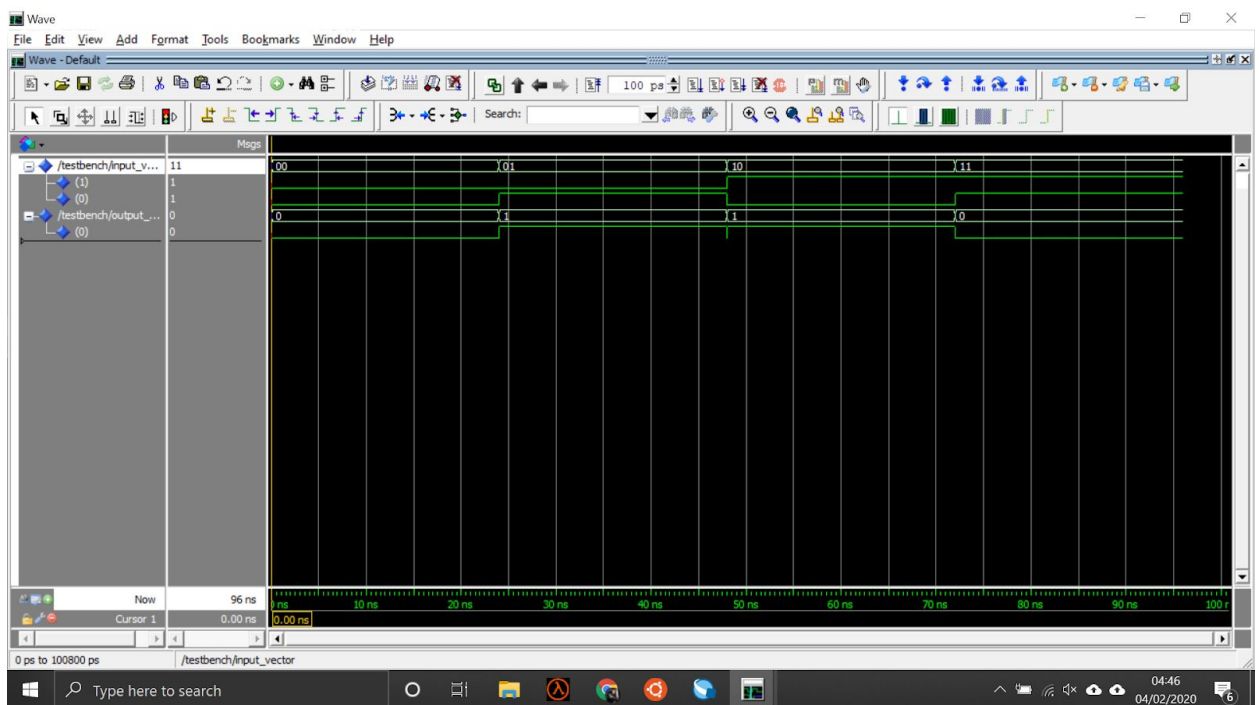 Wave
File Edit View Add Format Tools Bookmarks Window Help
Wave - Default
100 ps
Search:
Msgs
/testbench/input_v... 11 00 01 10 11
(1) 1
(0) 1
/testbench/output_... 0 0 1 1 0
(0) 0
Now 96 ns
ns 10 ns 20 ns 30 ns 40 ns 50 ns 60 ns 70 ns 80 ns 90 ns 100
Cursor 1 0.00 ns 0.00 ns
0 ps to 100800 ps /testbench/input_vector
Type here to search
04:46
04/02/2020
6